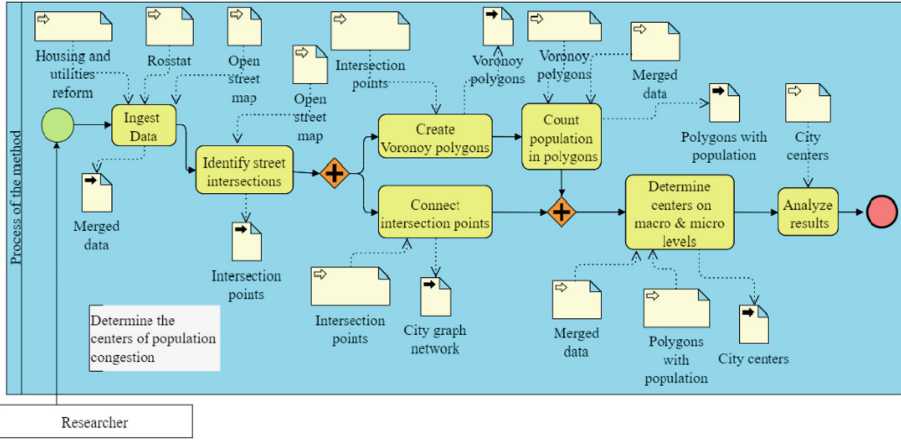 Process of the method
Housing and
utilities
reform
Rosstat
Open
street
map
Open
street
map
Intersection
points
Voronoy
polygons
Voronoy
polygons
Merged
data
Polygons with
population
City
centers
Ingest
Data
Identify street
intersections
Create
Voronoy polygons
Count
population
in polygons
Connect
intersection points
Determine
centers on
macro & micro
levels
Analyze
results
Merged
data
Intersection
points
Intersection
points
City graph
network
Merged
data
Polygons
with
population
City centers
Determine the
centers of population
congestion
Researcher